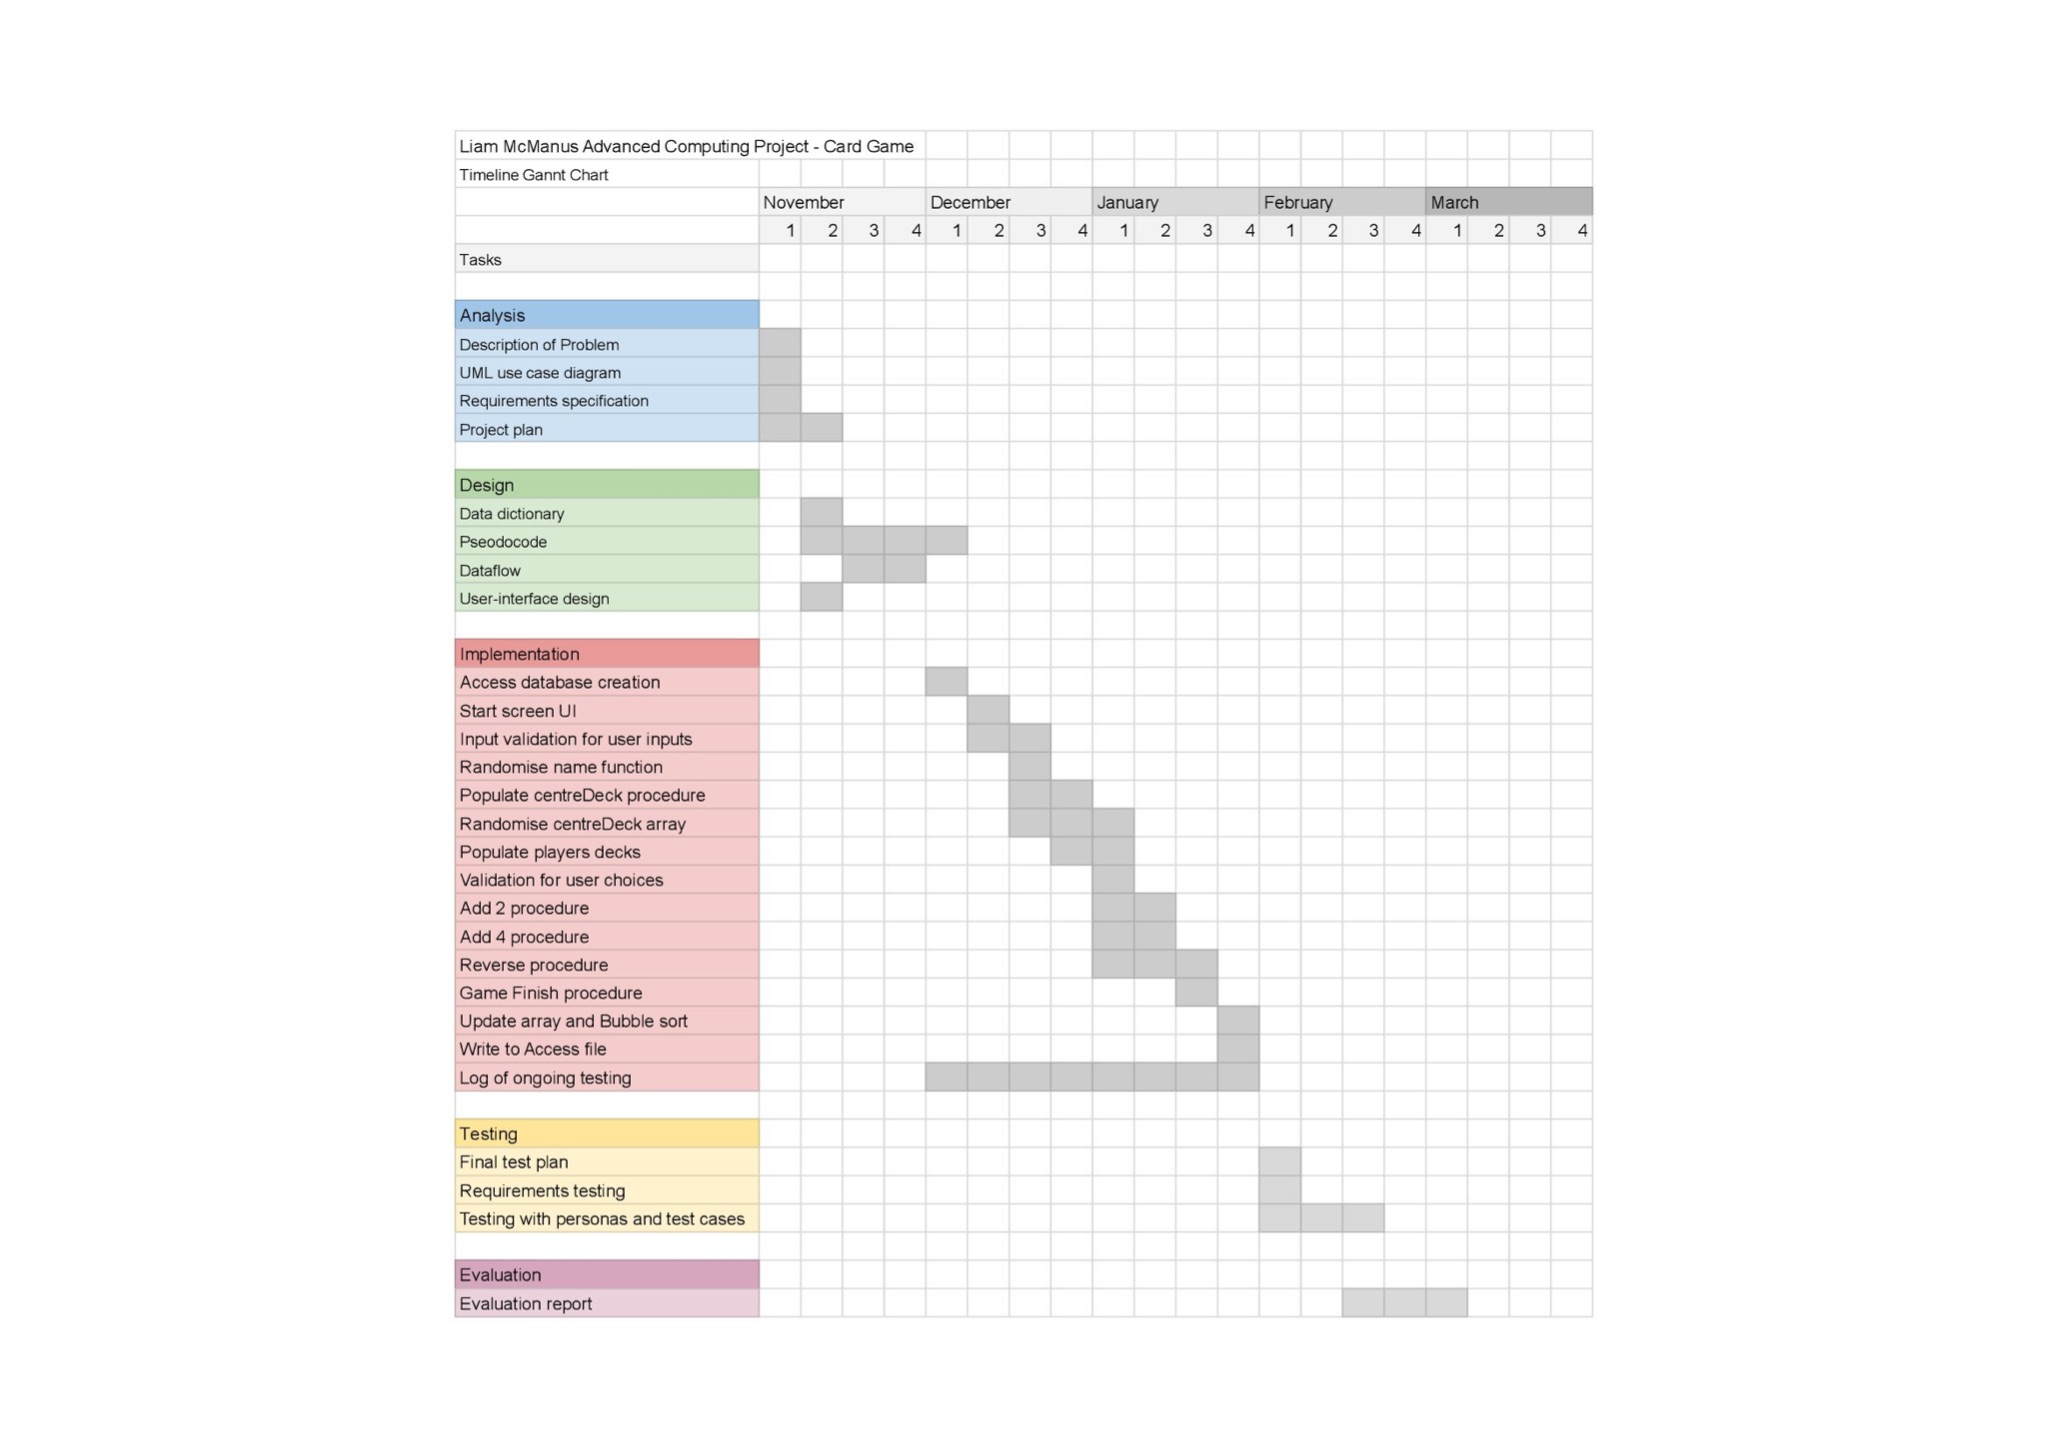 Liam McManus Advanced Computing Project - Card Game
Timeline Gannt Chart
November December January February March
1 2 3 4 1 2 3 4 1 2 3 4 1 2 3 4 1 2 3 4
Tasks
Analysis
Description of Problem
UML use case diagram
Requirements specification
Project plan
Design
Data dictionary
Pseodocode
Dataflow
User-interface design
Implementation
Access database creation
Start screen UI
Input validation for user inputs
Randomise name function
Populate centreDeck procedure
Randomise centreDeck array
Populate players decks
Validation for user choices
Add 2 procedure
Add 4 procedure
Reverse procedure
Game Finish procedure
Update array and Bubble sort
Write to Access file
Log of ongoing testing
Testing
Final test plan
Requirements testing
Testing with personas and test cases
Evaluation
Evaluation report